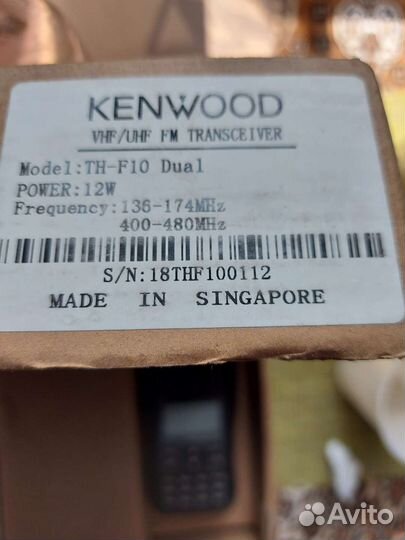 KENWOOD
VHF/UHF FM TRANSCEIVER
Model:TH-F10 Dual
POWER:12W
Frequency:136-174MHz
400-480MHz
S/N:18THF100112
MADE IN SINGAPORE
Avito